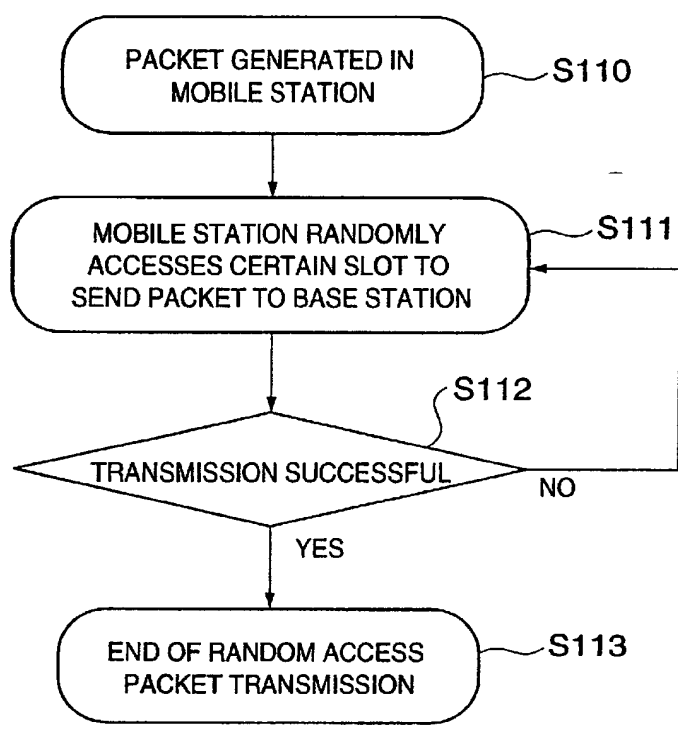 PACKET GENERATED IN
MOBILE STATION
S110
MOBILE STATION RANDOMLY
ACCESSES CERTAIN SLOT TO
SEND PACKET TO BASE STATION
S111
S112
TRANSMISSION SUCCESSFUL
NO
YES
END OF RANDOM ACCESS
PACKET TRANSMISSION
S113